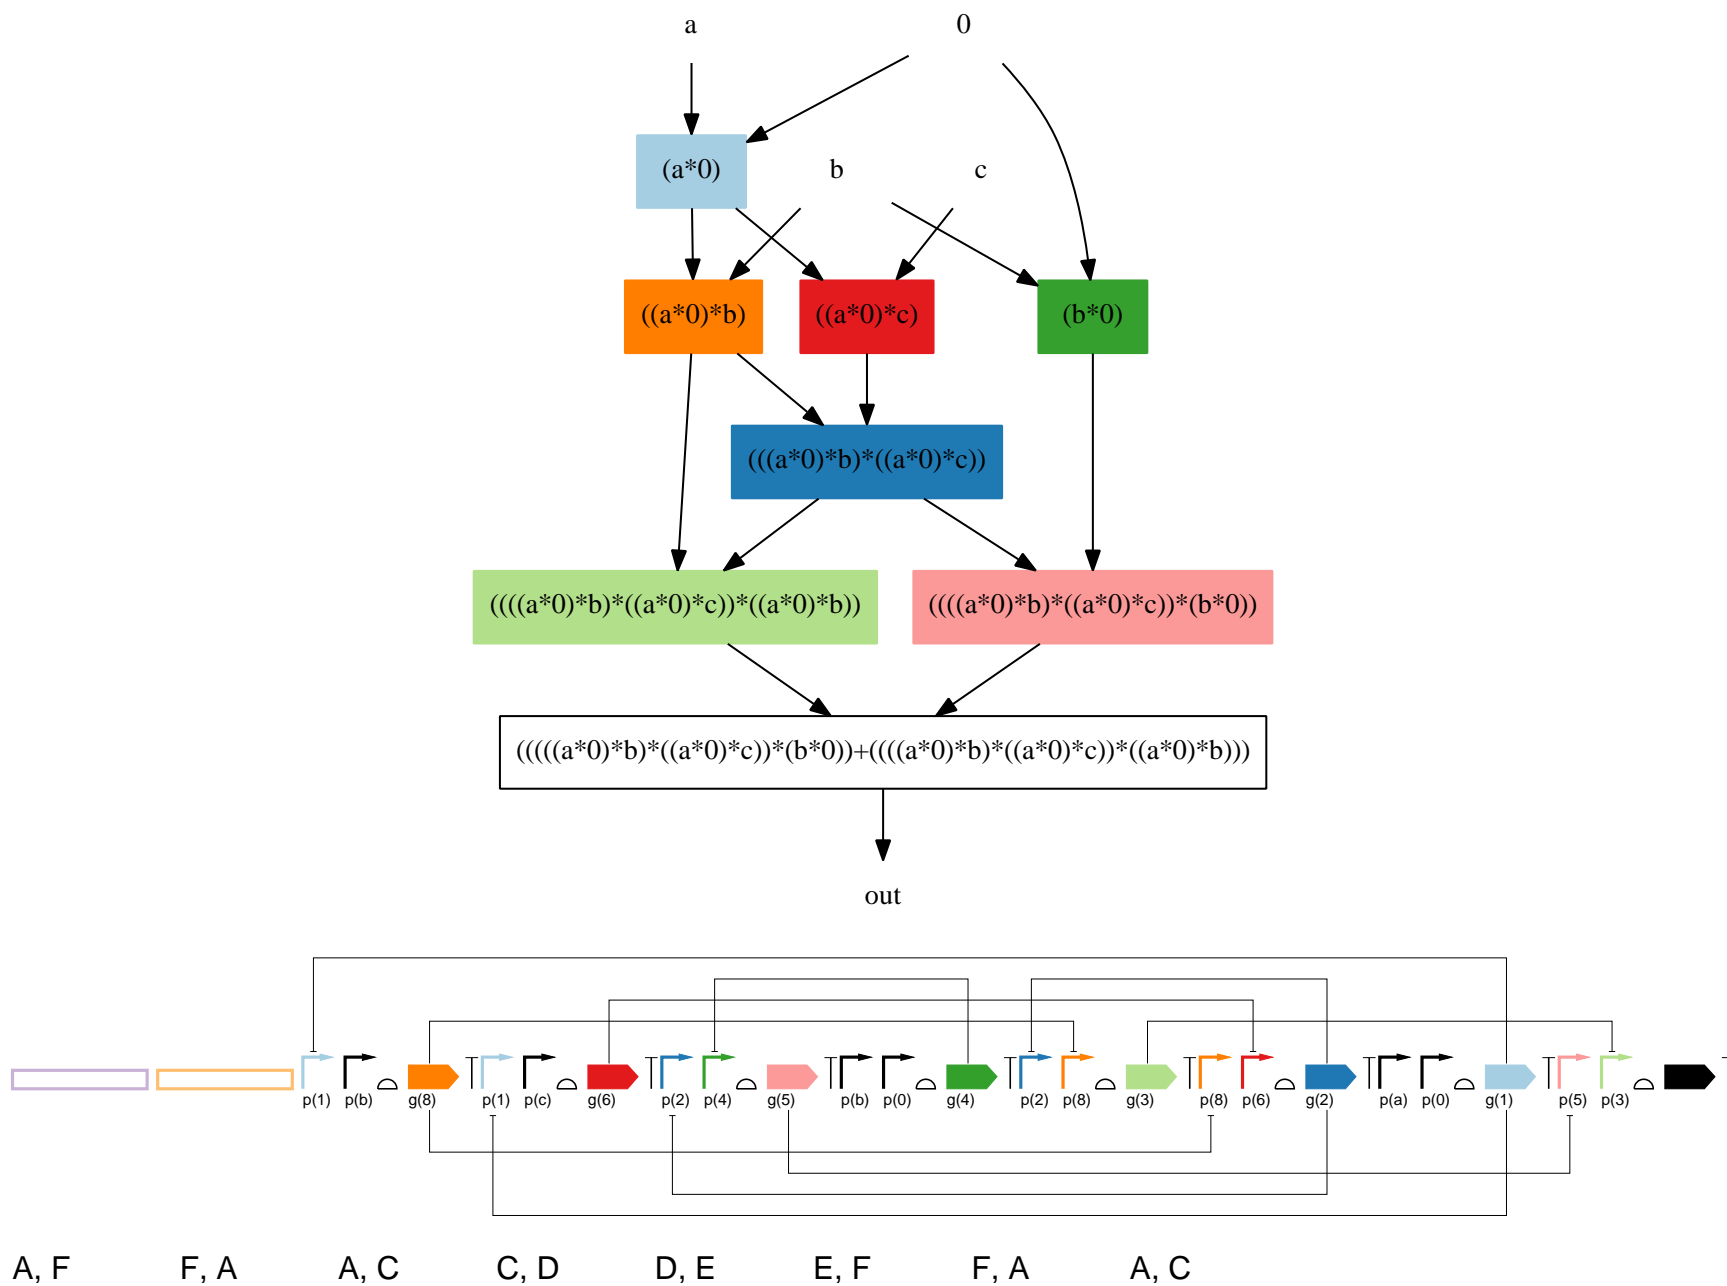 a 0
(a*0) b c
((a*0)*b) ((a*0)*c) (b*0)
(((a*0)*b)*((a*0)*c))
((((a*0)*b)*((a*0)*c))*((a*0)*b)) ((((a*0)*b)*((a*0)*c))*(b*0))
(((((a*0)*b)*((a*0)*c))*(b*0))+((((a*0)*b)*((a*0)*c))*((a*0)*b)))
out
p(1) p(b) g(8) p(1) p(c) g(6) p(2) p(4) g(5) p(b) p(0) g(4) p(2) p(8) g(3) p(8) p(6) g(2) p(a) p(0) g(1) p(5) p(3)
A, F F, A A, C C, D D, E E, F F, A A, C